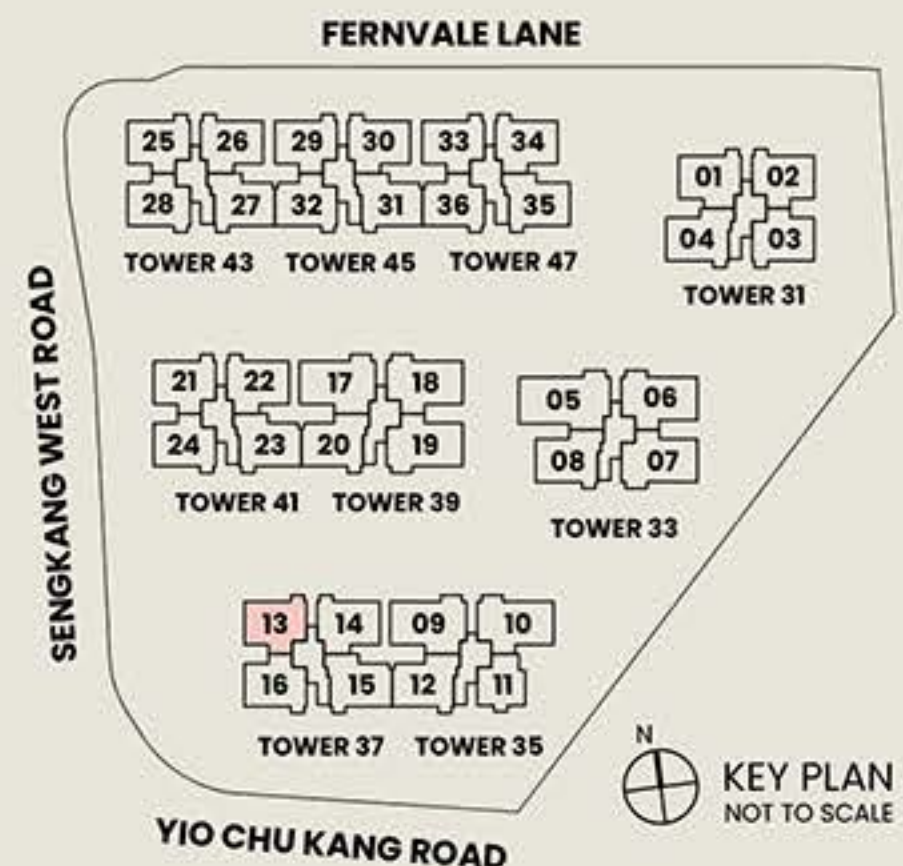 FERNVALE LANE
25 26 29 30 33 34
28 27 32 31 36 35
TOWER 43 TOWER 45 TOWER 47
01 02
04 03
TOWER 31
SENGKANG WEST ROAD
21 22 17 18
24 23 20 19
TOWER 41 TOWER 39
05 06
08 07
TOWER 33
13 14 09 10
16 15 12 11
TOWER 37 TOWER 35
N
KEY PLAN
NOT TO SCALE
YIO CHU KANG ROAD